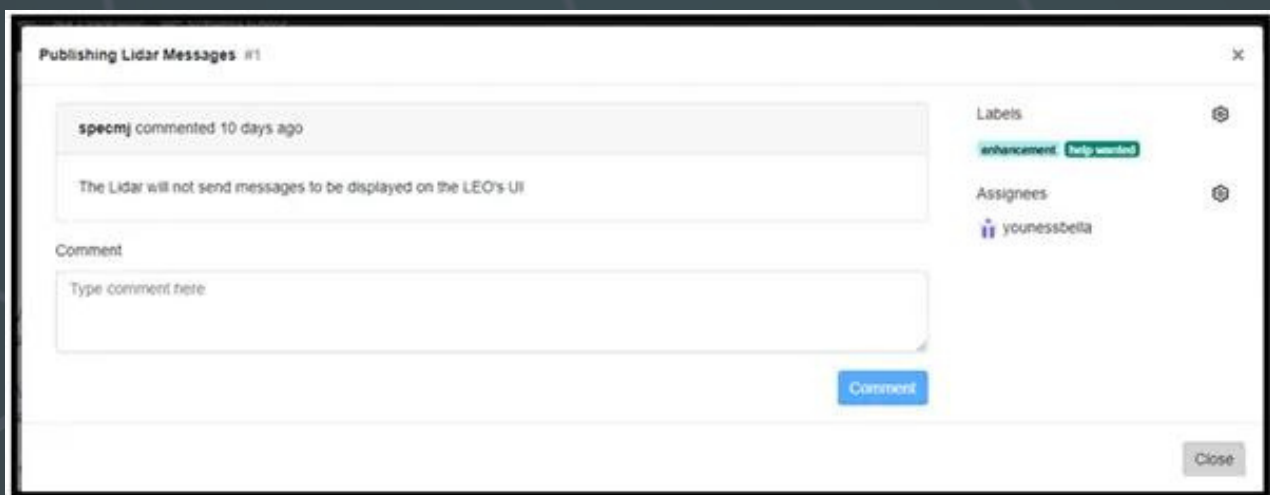 Publishing Lidar Messages #1
specmj commented 10 days ago
The Lidar will not send messages to be displayed on the LEO's UI
Comment
Type comment here
Comment
Labels
enhancement help wanted
Assignees
younessbella
Close